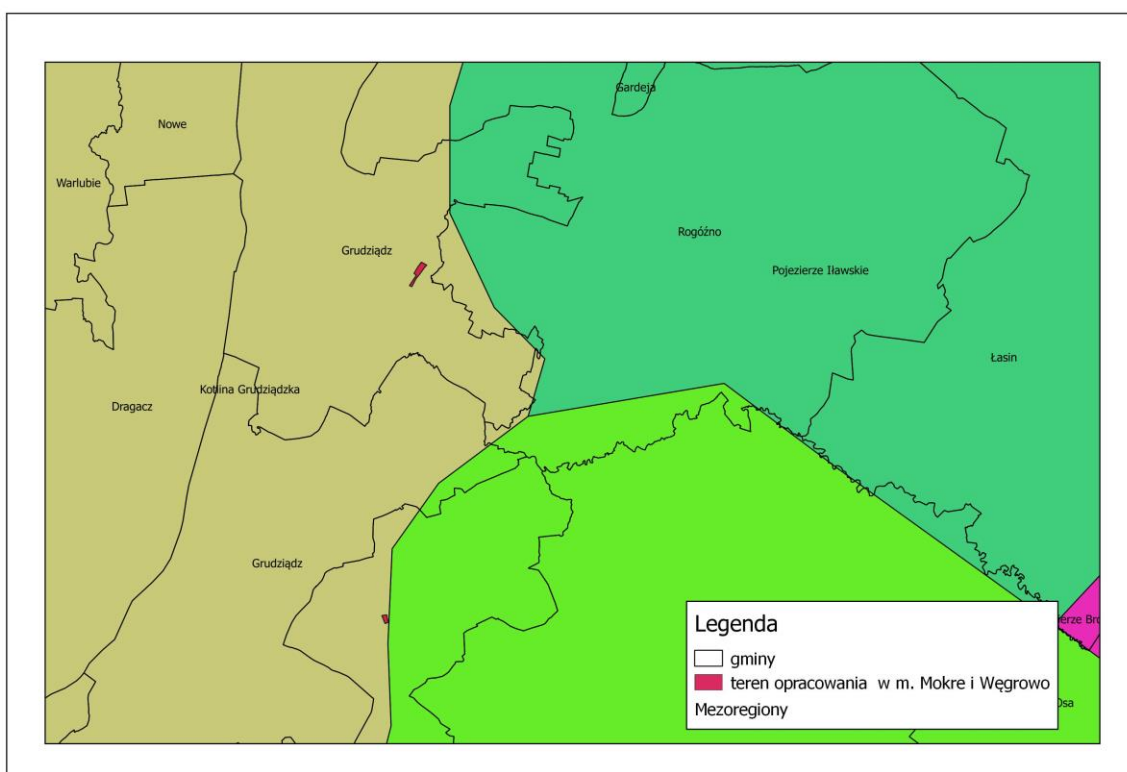 Gardeja
Nowe
Warlubie
Rogóźno
Grudziądz
Pojezierze Iławskie
Łasin
Kotlina Grudziądzka
Dragacz
Grudziądz
Legenda
gminy
teren opracowania w m. Mokre i Węgrowo
Mezoregiony